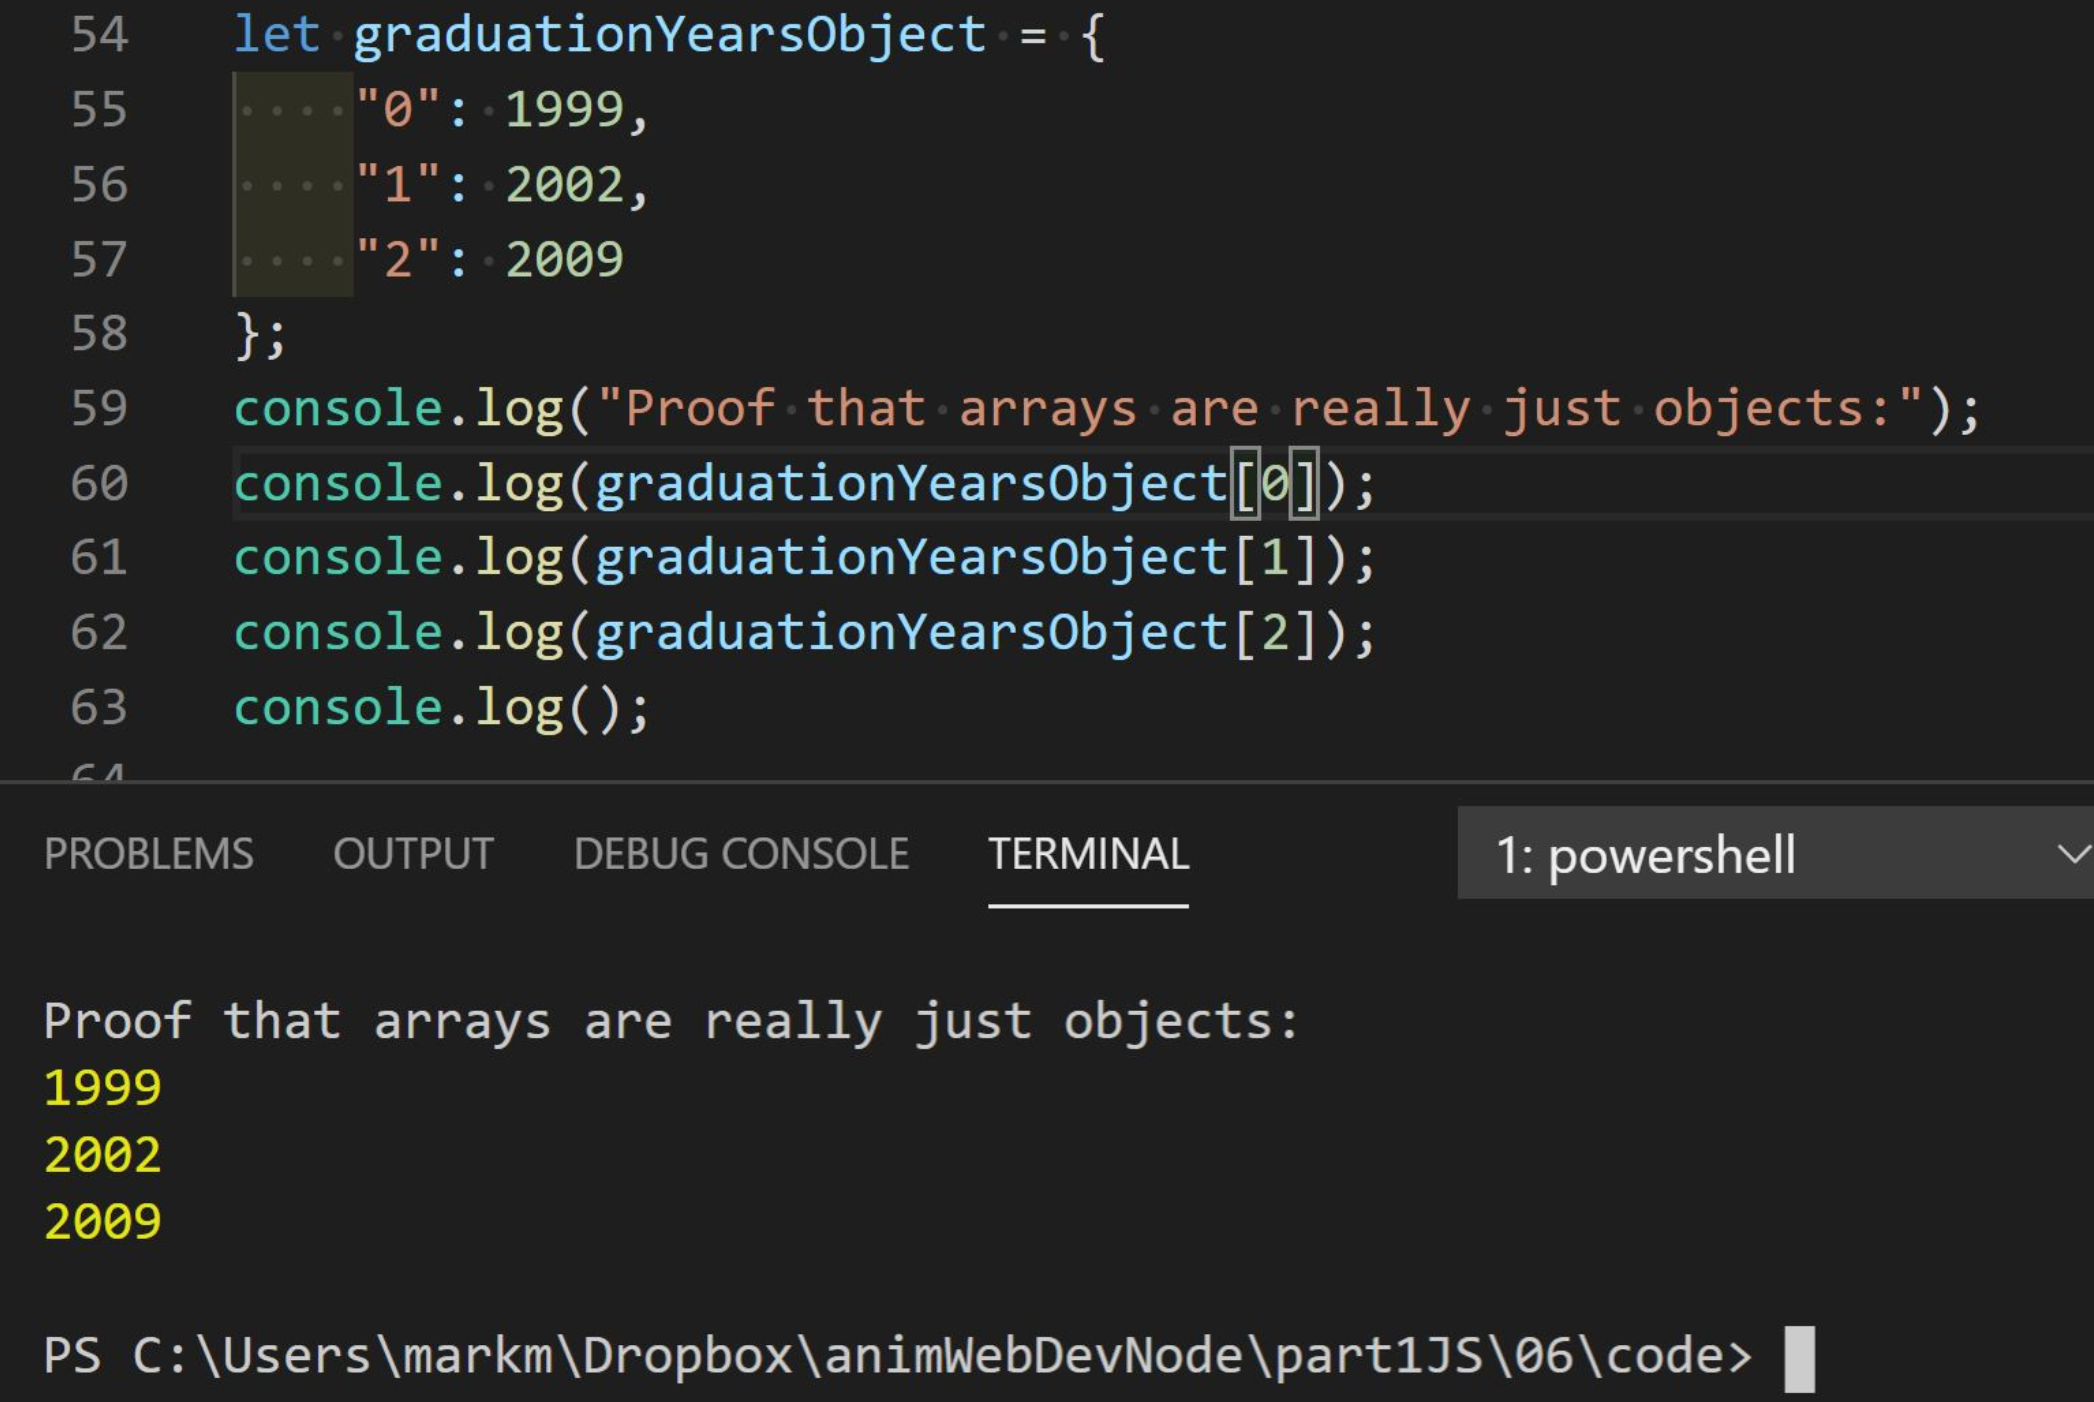 54 let graduationYearsObject = {
55     "0": 1999,
56     "1": 2002,
57     "2": 2009
58 };
59 console.log("Proof that arrays are really just objects:");
60 console.log(graduationYearsObject[0]);
61 console.log(graduationYearsObject[1]);
62 console.log(graduationYearsObject[2]);
63 console.log();
64
PROBLEMS OUTPUT DEBUG CONSOLE TERMINAL 1: powershell
Proof that arrays are really just objects:
1999
2002
2009
PS C:\Users\markm\Dropbox\animWebDevNode\part1JS\06\code>